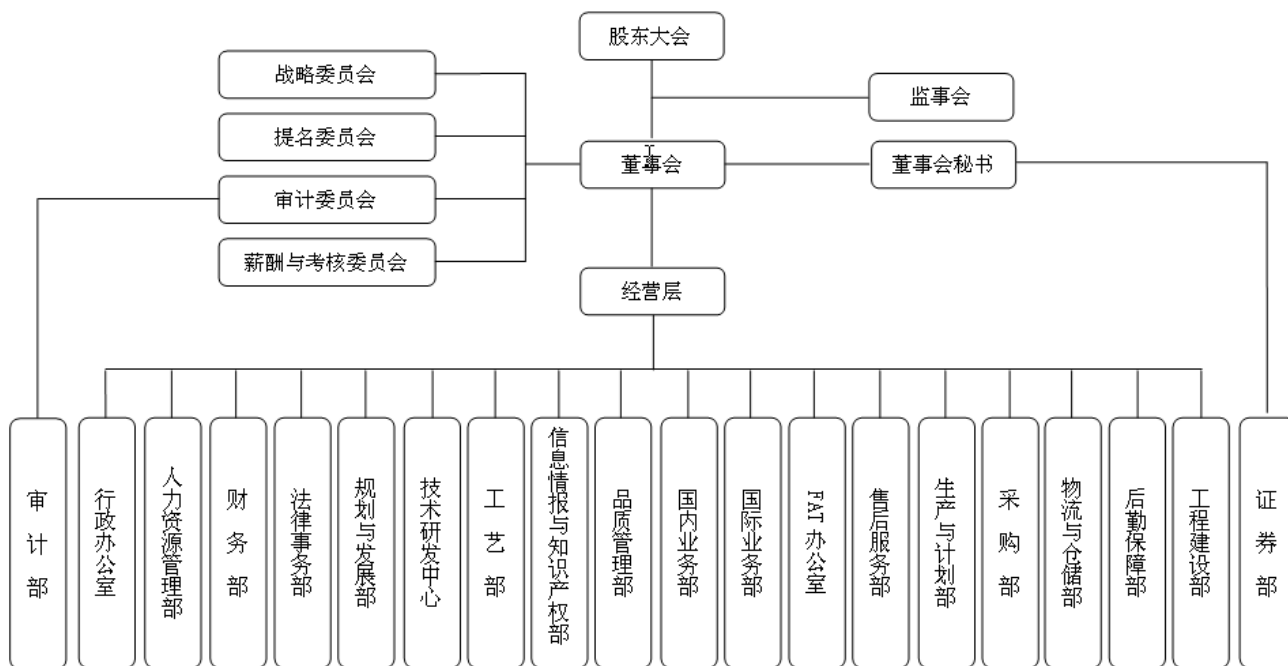 股东大会
战略委员会
监事会
提名委员会
董事会
董事会秘书
审计委员会
薪酬与考核委员会
经营层
审计部
行政办公室
人力资源管理部
财务部
法律事务部
规划与发展部
技术研发中心
工艺部
信息情报与知识产权部
品质管理部
国内业务部
国际业务部
FAI办公室
售后服务部
生产与计划部
采购部
物流与仓储部
后勤保障部
工程建设部
证券部